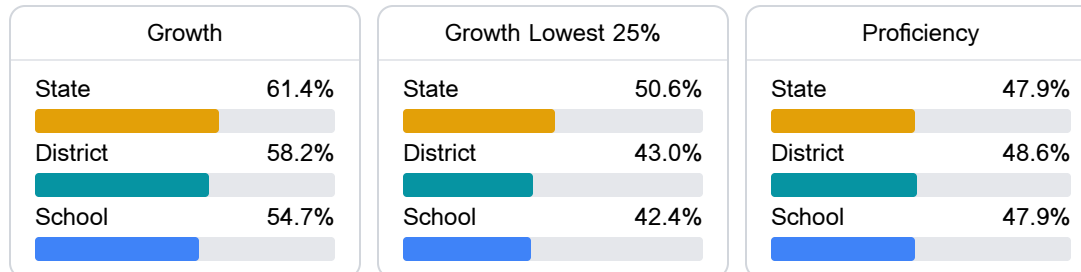 Growth
State 61.4%
District 58.2%
School 54.7%
Growth Lowest 25%
State 50.6%
District 43.0%
School 42.4%
Proficiency
State 47.9%
District 48.6%
School 47.9%